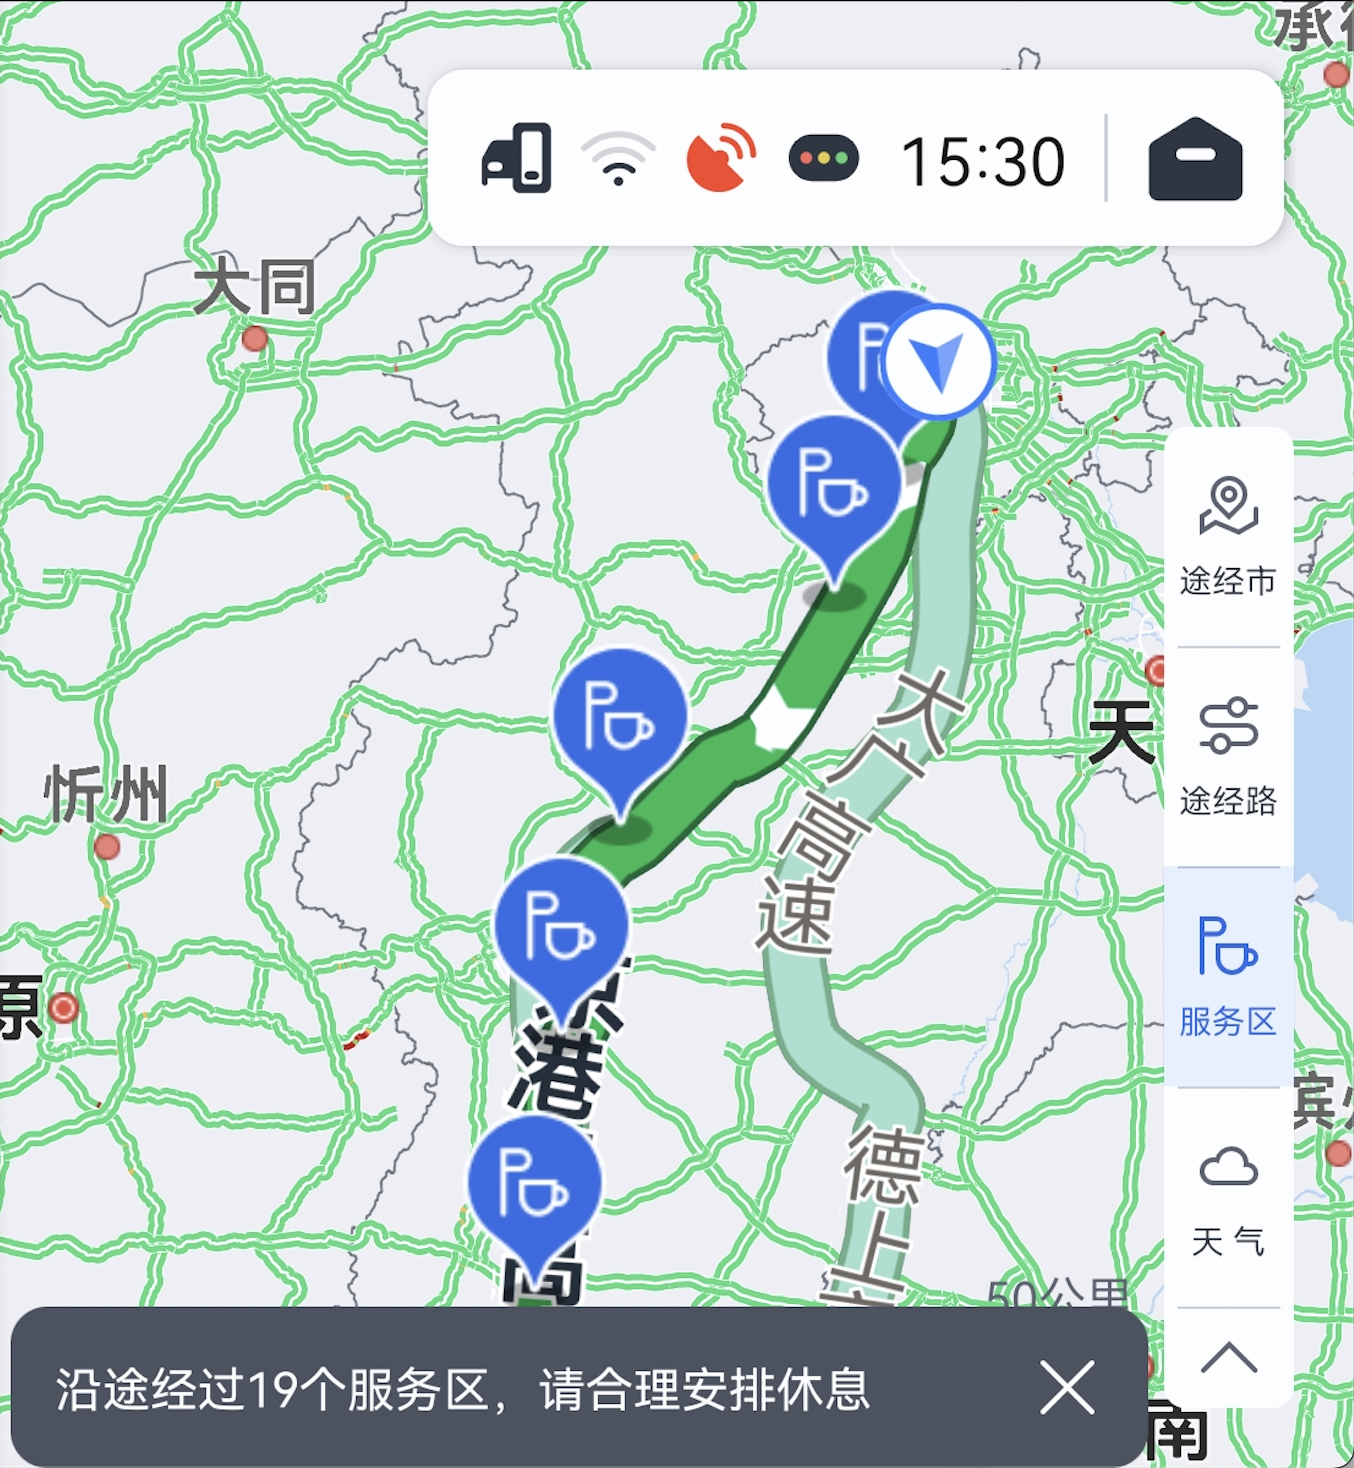 承
15:30
大同
途经市
天
大广高速
途经路
忻州
服务区
原
京港
高
滨
德上
天气
50公里
沿途经过19个服务区，请合理安排休息
南